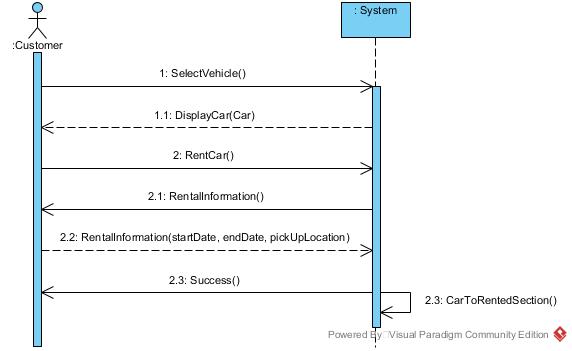 : System
:Customer
1: SelectVehicle()
1.1: DisplayCar(Car)
2: RentCar()
2.1: RentalInformation()
2.2: RentalInformation(startDate, endDate, pickUpLocation)
2.3: Success()
2.3: CarToRentedSection()
Powered By Visual Paradigm Community Edition